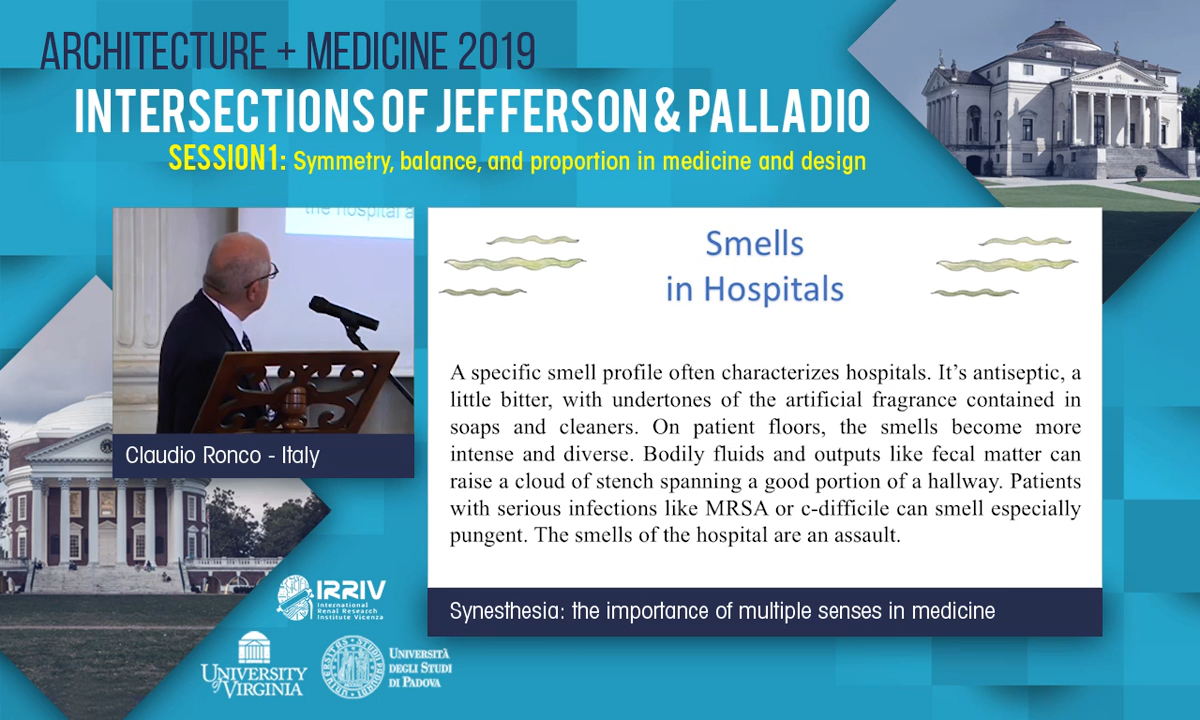 ARCHITECTURE + MEDICINE 2019
INTERSECTIONS OF JEFFERSON & PALLADIO
SESSION1: Symmetry, balance, and proportion in medicine and design
the hospital a
Claudio Ronco - Italy
Smells
in Hospitals
A specific smell profile often characterizes hospitals. It's antiseptic, a
little bitter, with undertones of the artificial fragrance contained in
soaps and cleaners. On patient floors, the smells become more
intense and diverse. Bodily fluids and outputs like fecal matter can
raise a cloud of stench spanning a good portion of a hallway. Patients
with serious infections like MRSA or c-difficile can smell especially
pungent. The smells of the hospital are an assault.
Synesthesia: the importance of multiple senses in medicine
IRRIV
International
Renal Research
Institute Vicenza
UNIVERSITY
of VIRGINIA
UNIVERSITÀ
DEGLI STUDI
DI PADOVA